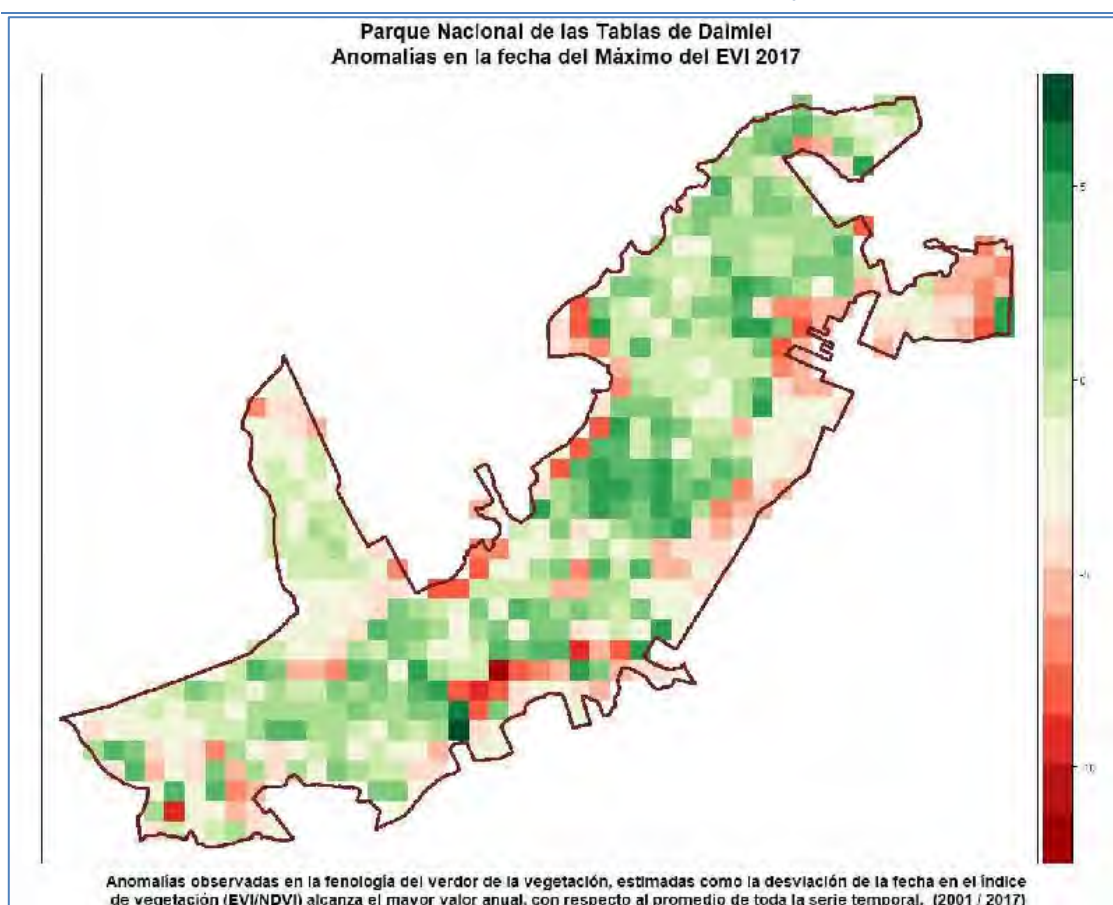 Parque Nacional de las Tablas de Daimiel
Anomalías en la fecha del Máximo del EVI 2017
5
0
-5
-10
Anomalías observadas en la fenología del verdor de la vegetación, estimadas como la desviación de la fecha en el índice
de vegetación (EVI/NDVI) alcanza el mayor valor anual, con respecto al promedio de toda la serie temporal. (2001 / 2017)